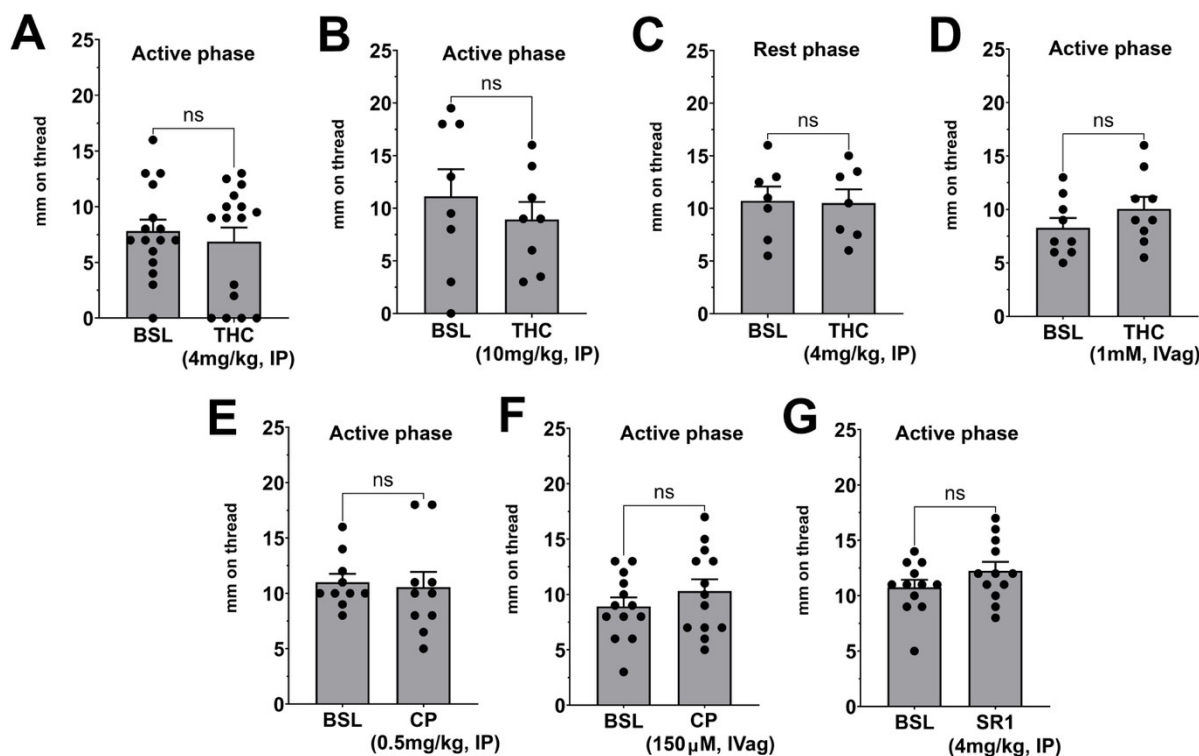 A
Active phase
mm on thread
25
20
15
10
5
0
ns
BSL
THC
(4mg/kg, IP)
B
Active phase
mm on thread
25
20
15
10
5
0
ns
BSL
THC
(10mg/kg, IP)
C
Rest phase
mm on thread
25
20
15
10
5
0
ns
BSL
THC
(4mg/kg, IP)
D
Active phase
mm on thread
25
20
15
10
5
0
ns
BSL
THC
(1mM, IVag)
E
Active phase
mm on thread
25
20
15
10
5
0
ns
BSL
CP
(0.5mg/kg, IP)
F
Active phase
mm on thread
25
20
15
10
5
0
ns
BSL
CP
(150µM, IVag)
G
Active phase
mm on thread
25
20
15
10
5
0
ns
BSL
SR1
(4mg/kg, IP)